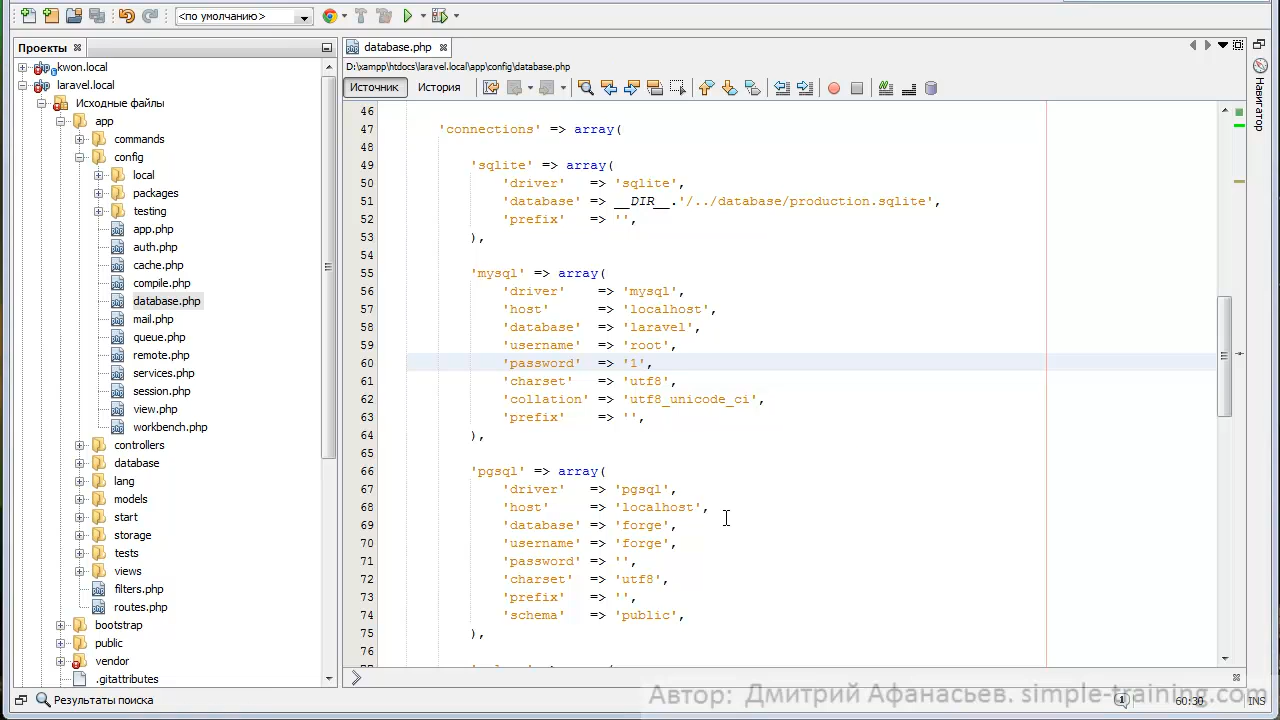 <по умолчанию>
Проекты
database.php
D:\xampp\htdocs\laravel.local\app\config\database.php
Источник
История
Навигатор
kwon.local
laravel.local
Исходные файлы
app
commands
config
local
packages
testing
app.php
auth.php
cache.php
compile.php
database.php
mail.php
queue.php
remote.php
services.php
session.php
view.php
workbench.php
controllers
database
lang
models
start
storage
tests
views
filters.php
routes.php
bootstrap
public
vendor
.gitattributes
46
47 'connections' => array(
48
49 'sqlite' => array(
50 'driver' => 'sqlite',
51 'database' => __DIR__.'/../database/production.sqlite',
52 'prefix' => '',
53 ),
54
55 'mysql' => array(
56 'driver' => 'mysql',
57 'host' => 'localhost',
58 'database' => 'laravel',
59 'username' => 'root',
60 'password' => '1',
61 'charset' => 'utf8',
62 'collation' => 'utf8_unicode_ci',
63 'prefix' => '',
64 ),
65
66 'pgsql' => array(
67 'driver' => 'pgsql',
68 'host' => 'localhost',
69 'database' => 'forge',
70 'username' => 'forge',
71 'password' => '',
72 'charset' => 'utf8',
73 'prefix' => '',
74 'schema' => 'public',
75 ),
76
Результаты поиска
60:30 INS
Автор: Дмитрий Афанасьев. simple-training.com